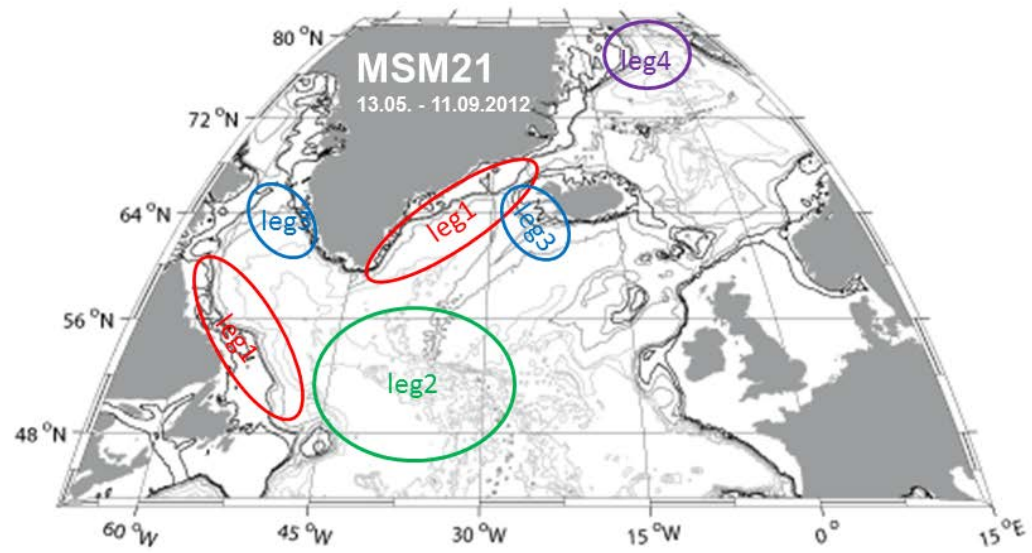 80 °N
leg4
MSM21
13.05. - 11.09.2012
72 °N
64 °N
leg3
leg1
leg3
56 °N
leg1
leg2
48 °N
60 °W
45 °W
30 °W
15 °W
0°
15 °E